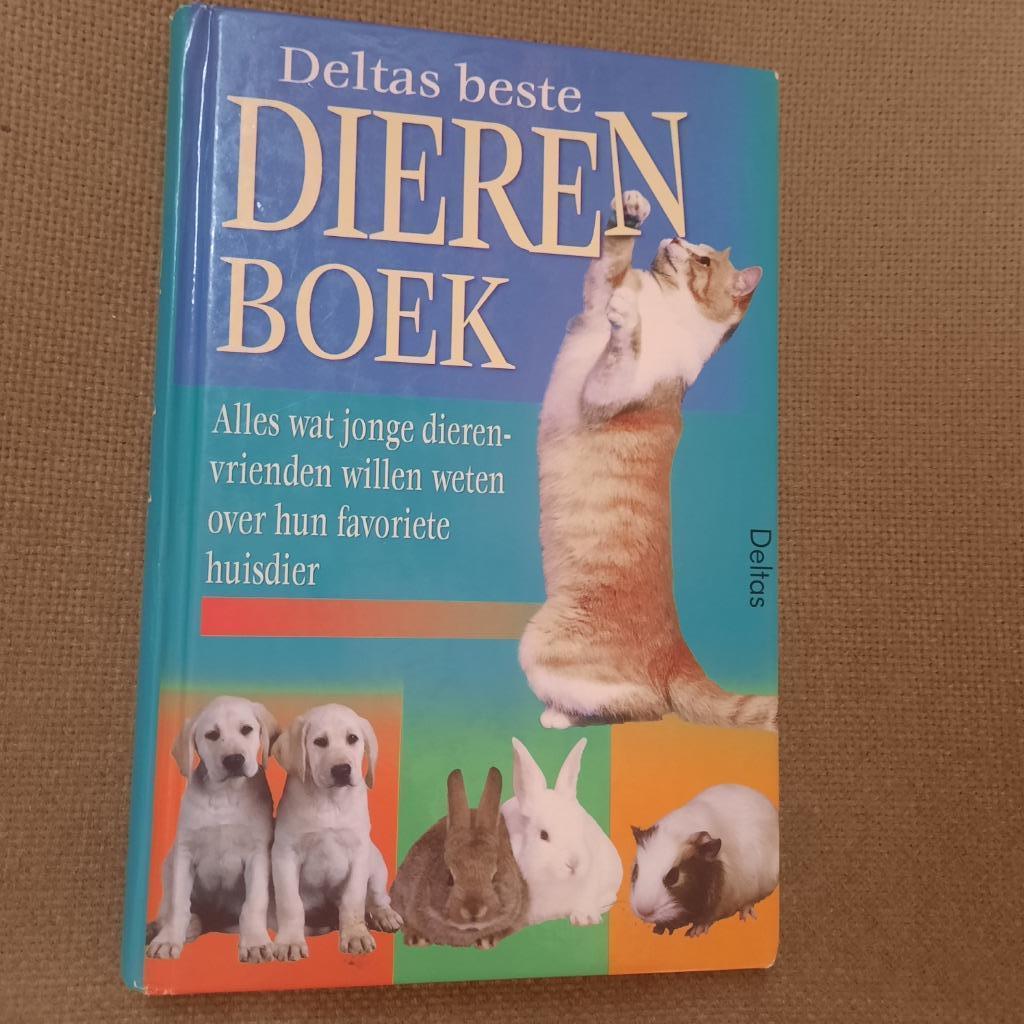 Deltas beste
DIEREN
BOEK
Alles wat jonge dieren-
vrienden willen weten
over hun favoriete
huisdier
Deltas